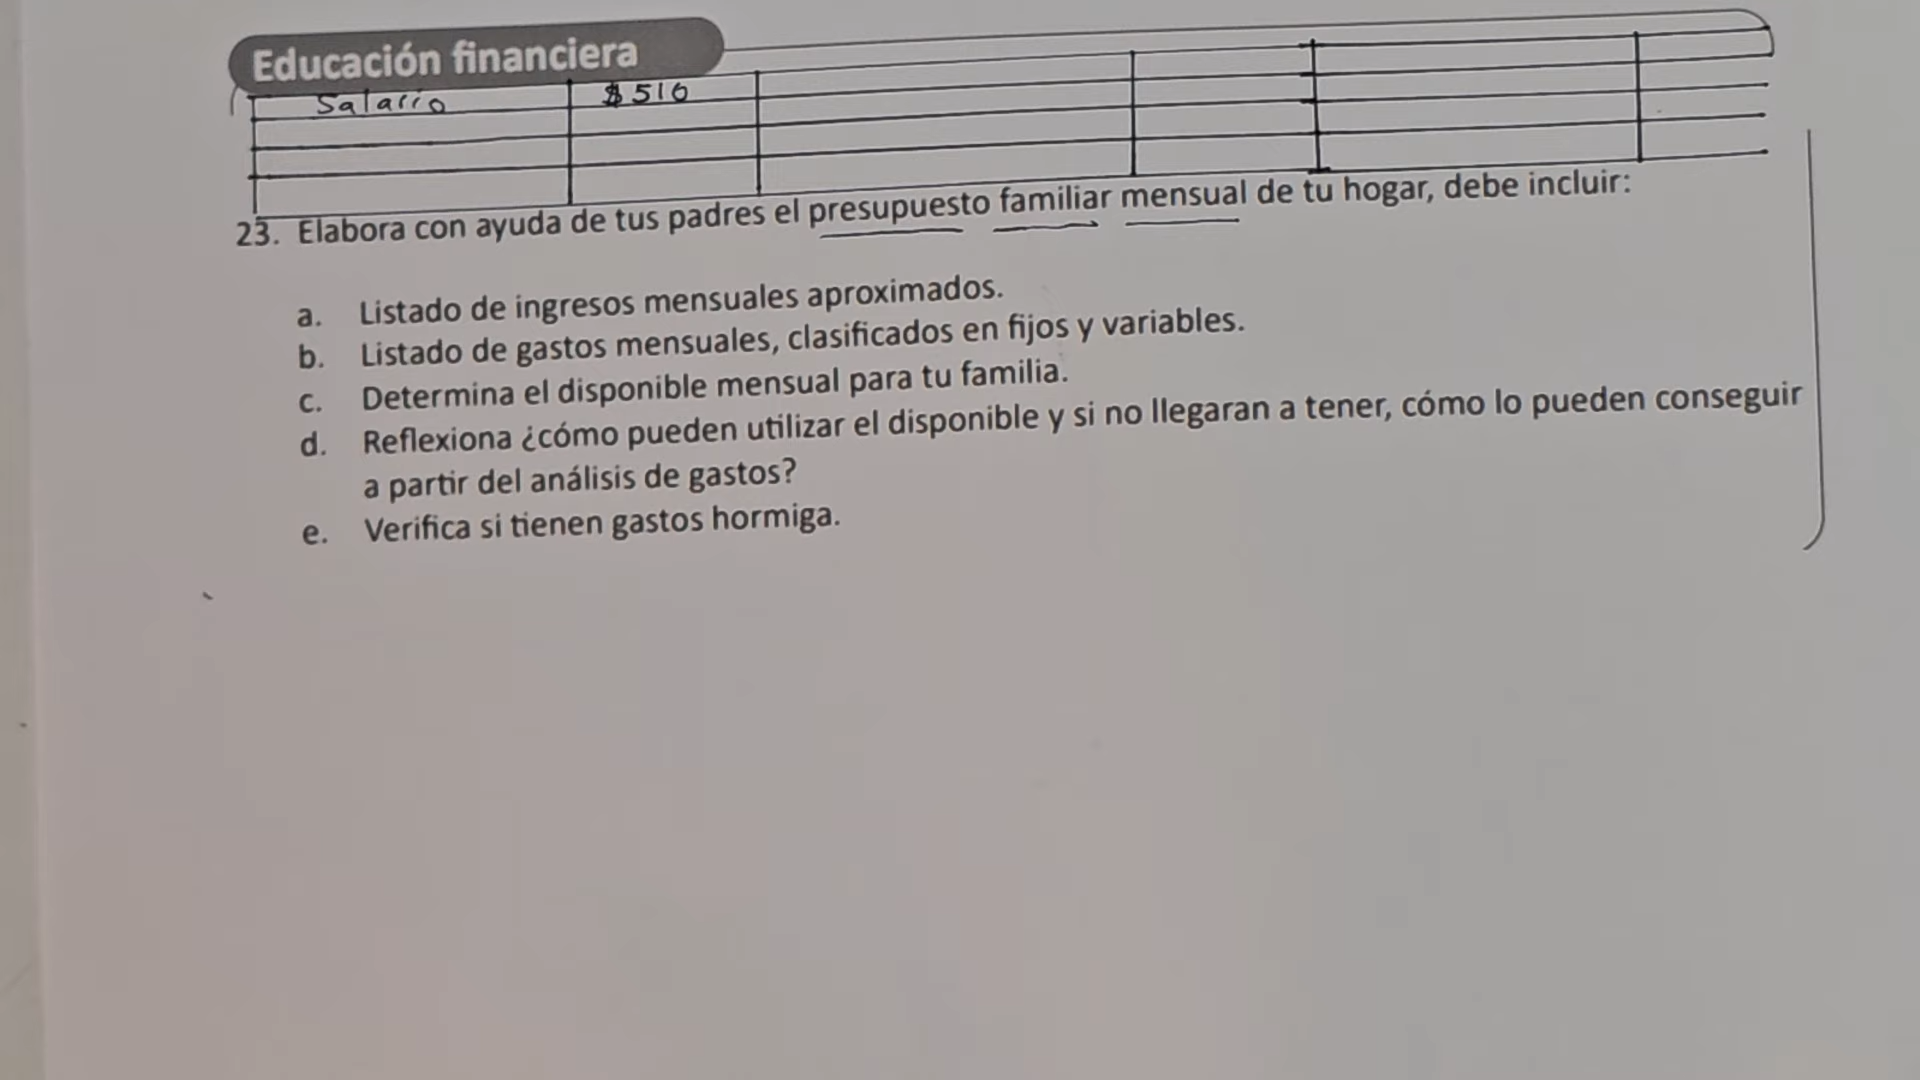 Educación financiera
Salario $510
23. Elabora con ayuda de tus padres el presupuesto familiar mensual de tu hogar, debe incluir:
a. Listado de ingresos mensuales aproximados.
b. Listado de gastos mensuales, clasificados en fijos y variables.
c. Determina el disponible mensual para tu familia.
d. Reflexiona ¿cómo pueden utilizar el disponible y si no llegaran a tener, cómo lo pueden conseguir
a partir del análisis de gastos?
e. Verifica si tienen gastos hormiga.